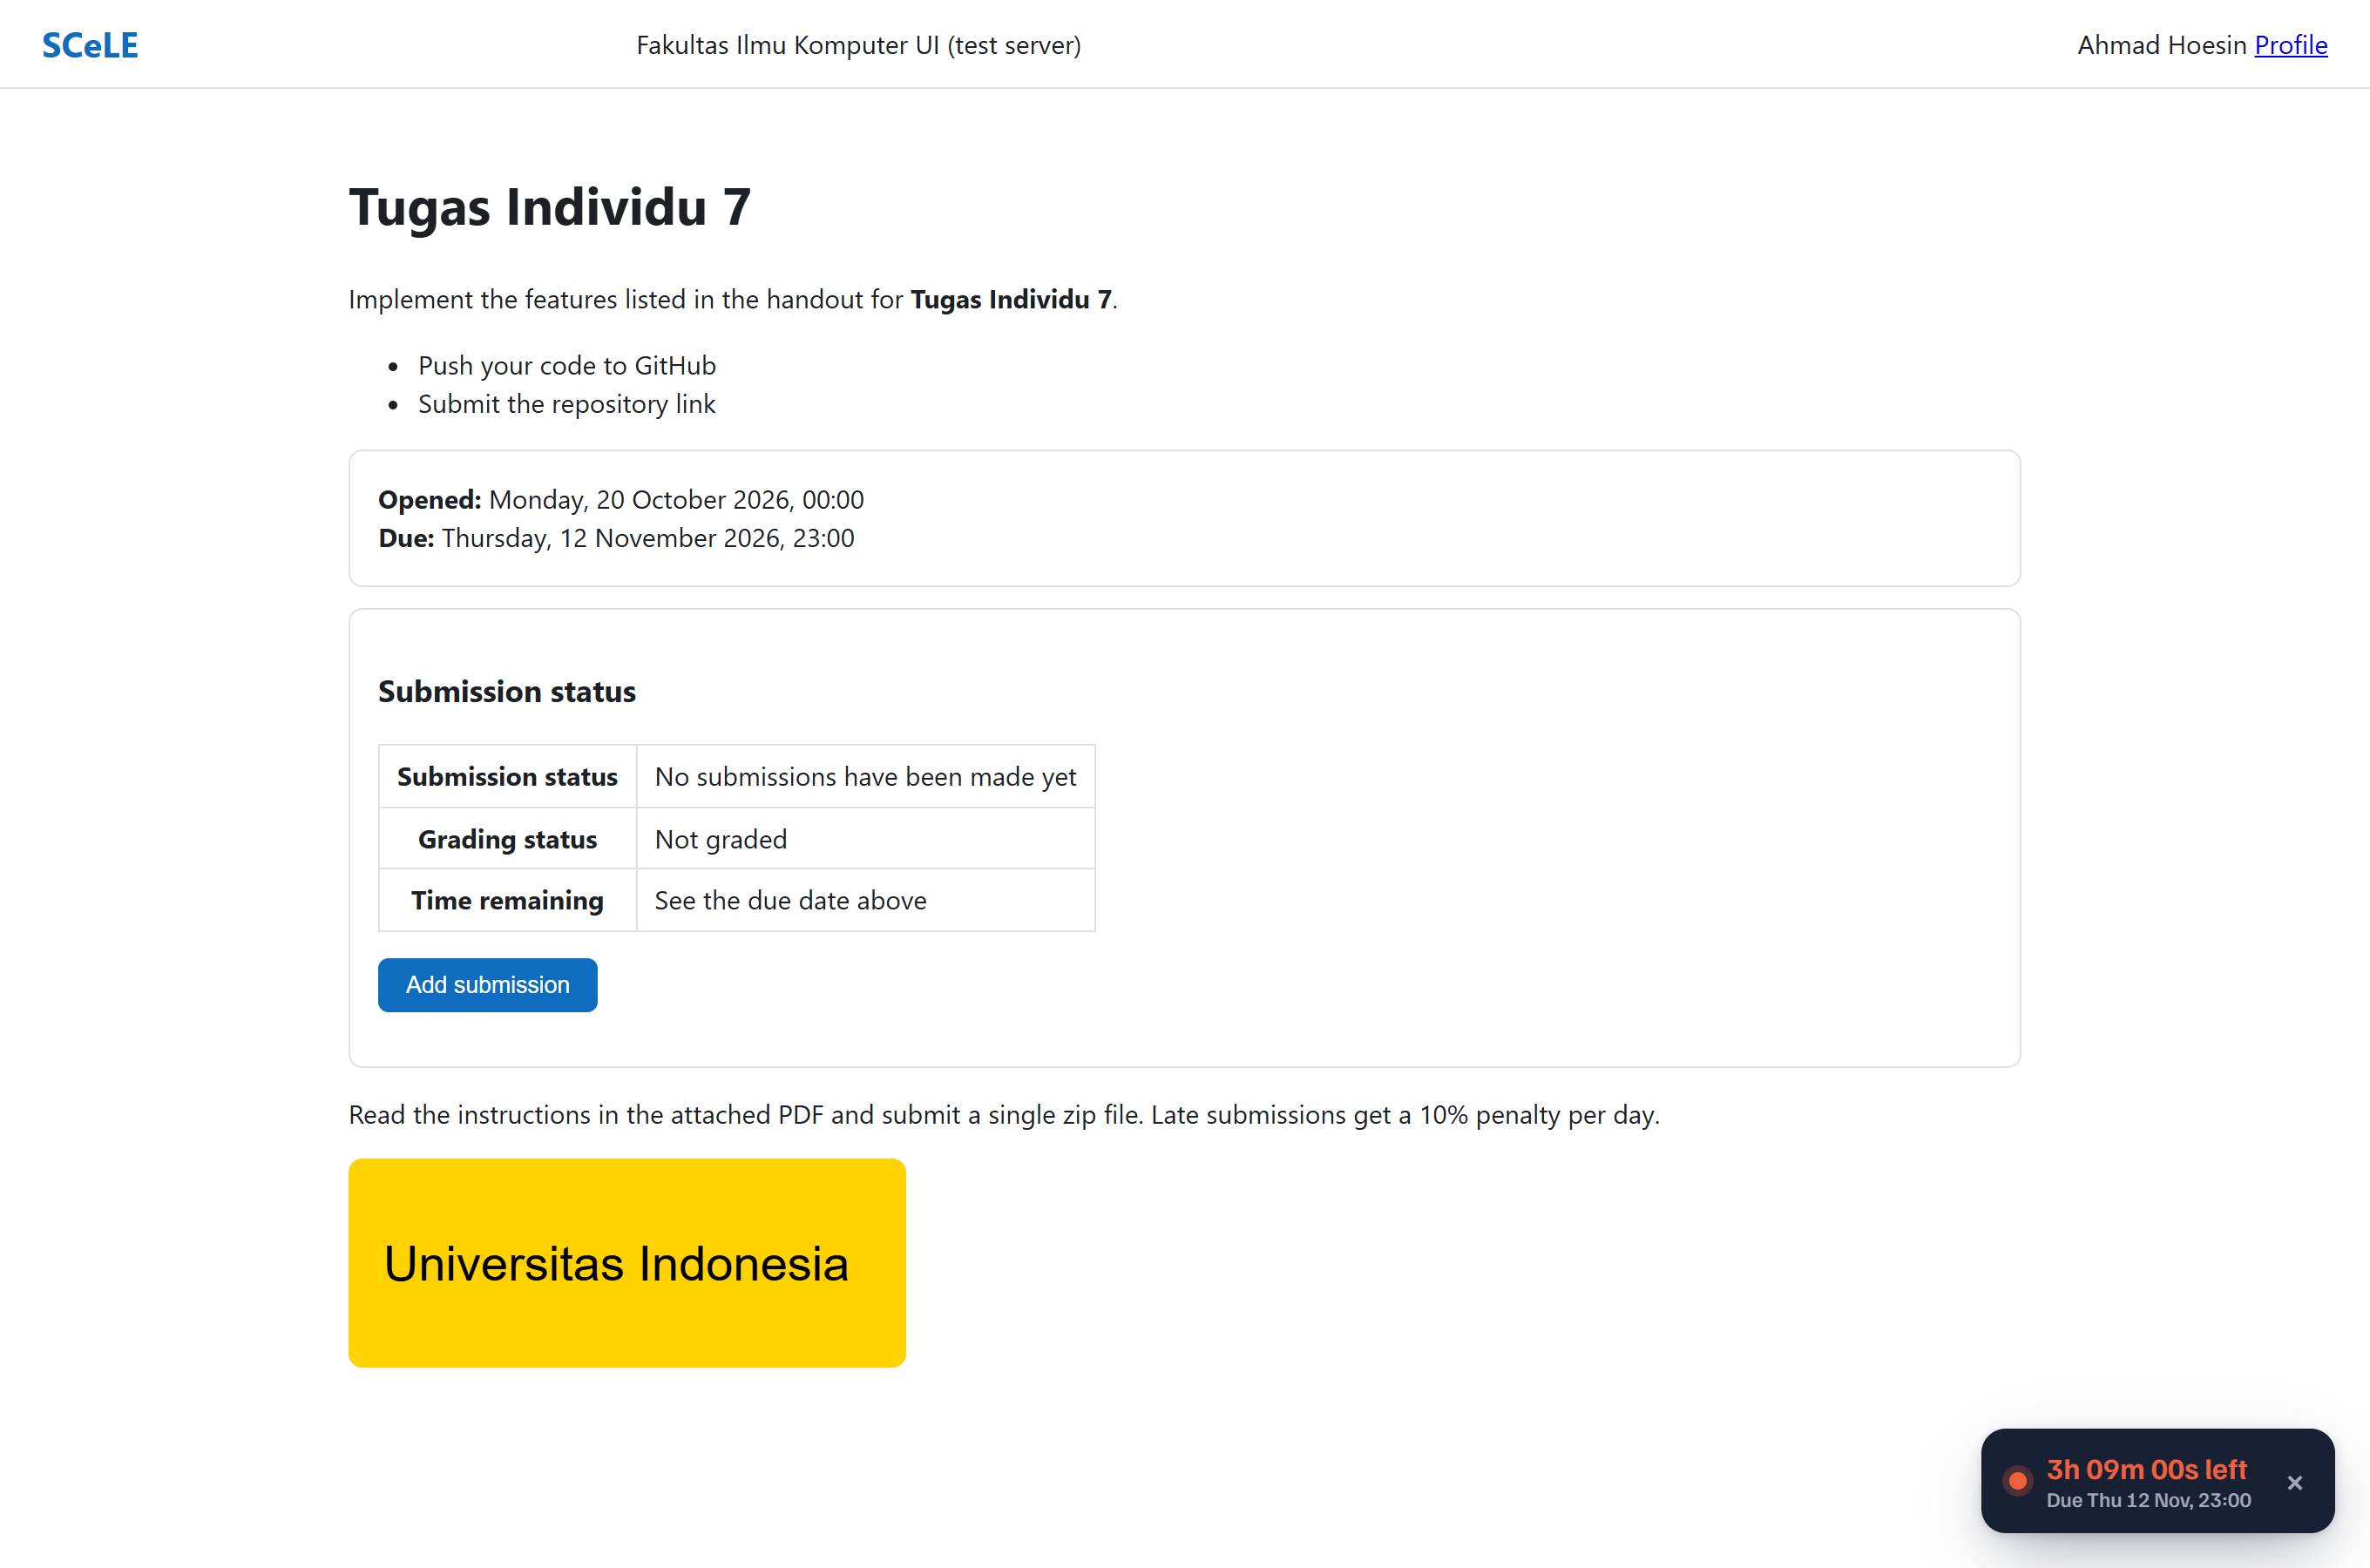 SCeLE
Fakultas Ilmu Komputer UI (test server)
Ahmad Hoesin Profile
Tugas Individu 7
Implement the features listed in the handout for Tugas Individu 7.
Push your code to GitHub
Submit the repository link
Opened: Monday, 20 October 2026, 00:00
Due: Thursday, 12 November 2026, 23:00
Submission status
Submission status No submissions have been made yet
Grading status Not graded
Time remaining See the due date above
Add submission
Read the instructions in the attached PDF and submit a single zip file. Late submissions get a 10% penalty per day.
Universitas Indonesia
3h 09m 00s left
Due Thu 12 Nov, 23:00